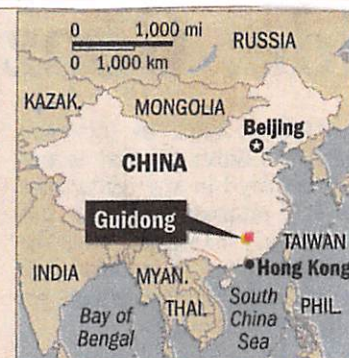 0 1,000 mi
0 1,000 km
RUSSIA
KAZAK.
MONGOLIA
Beijing
CHINA
Guidong
TAIWAN
INDIA
MYAN.
Hong Kong
THAI.
South
China
Sea
PHIL.
Bay of
Bengal